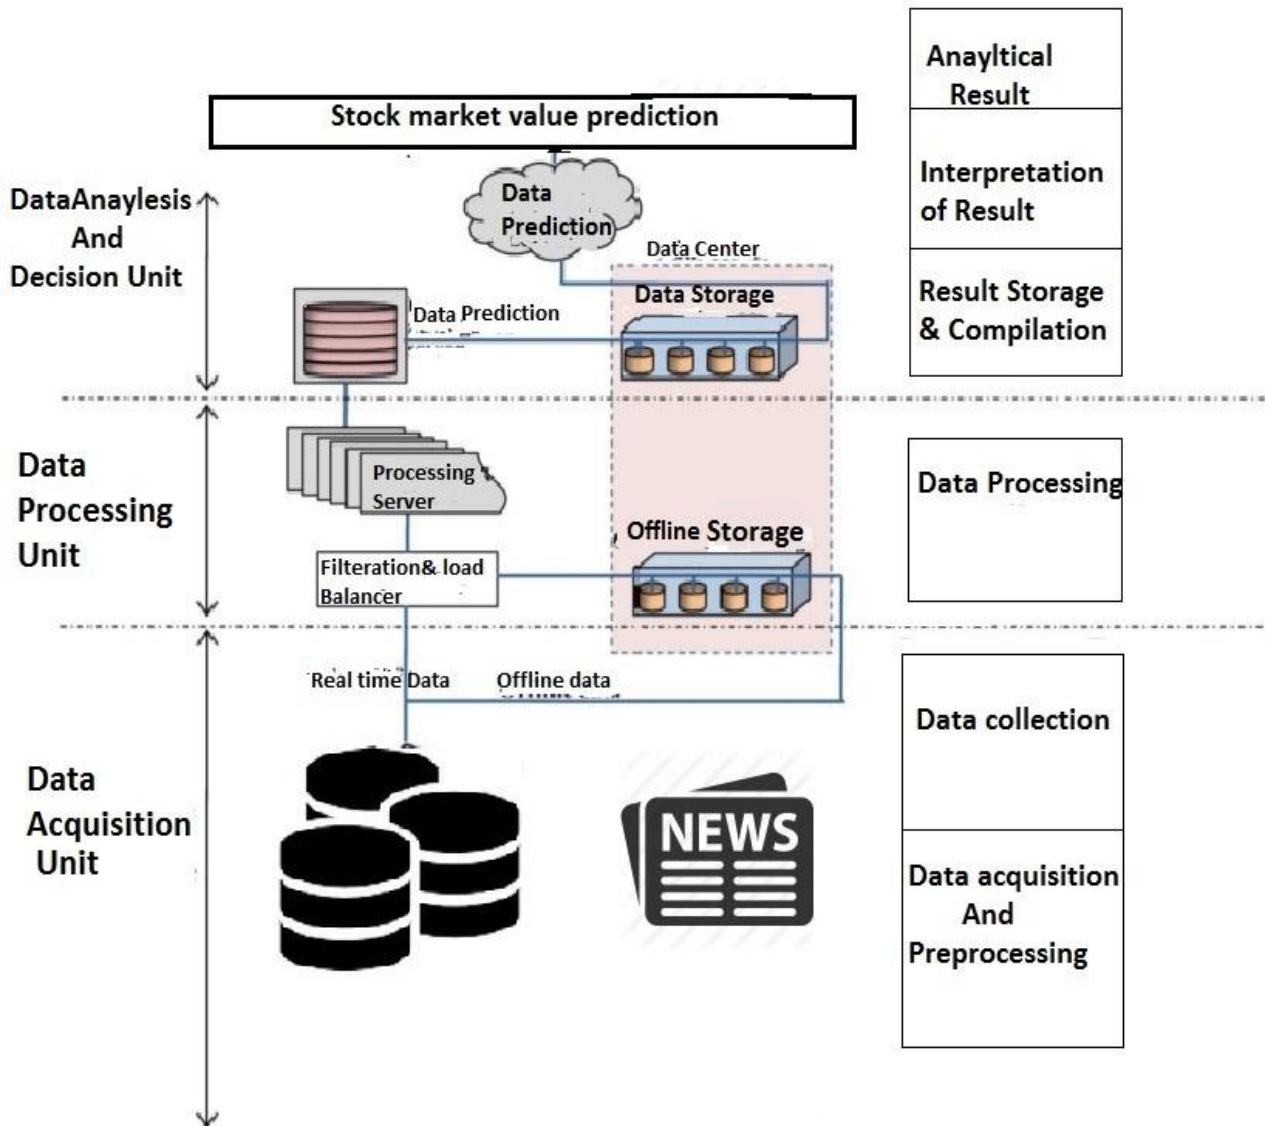 Anayltical
Result
Stock market value prediction
Interpretation
of Result
DataAnaylesis
And
Decision Unit
Data
Prediction
Data Center
Data Storage
Data Prediction
Result Storage
& Compilation
Data
Processing
Unit
Processing
Server
Data Processing
Offline Storage
Filteration& load
Balancer
Real time Data
Offline data
Data collection
Data
Acquisition
Unit
NEWS
Data acquisition
And
Preprocessing